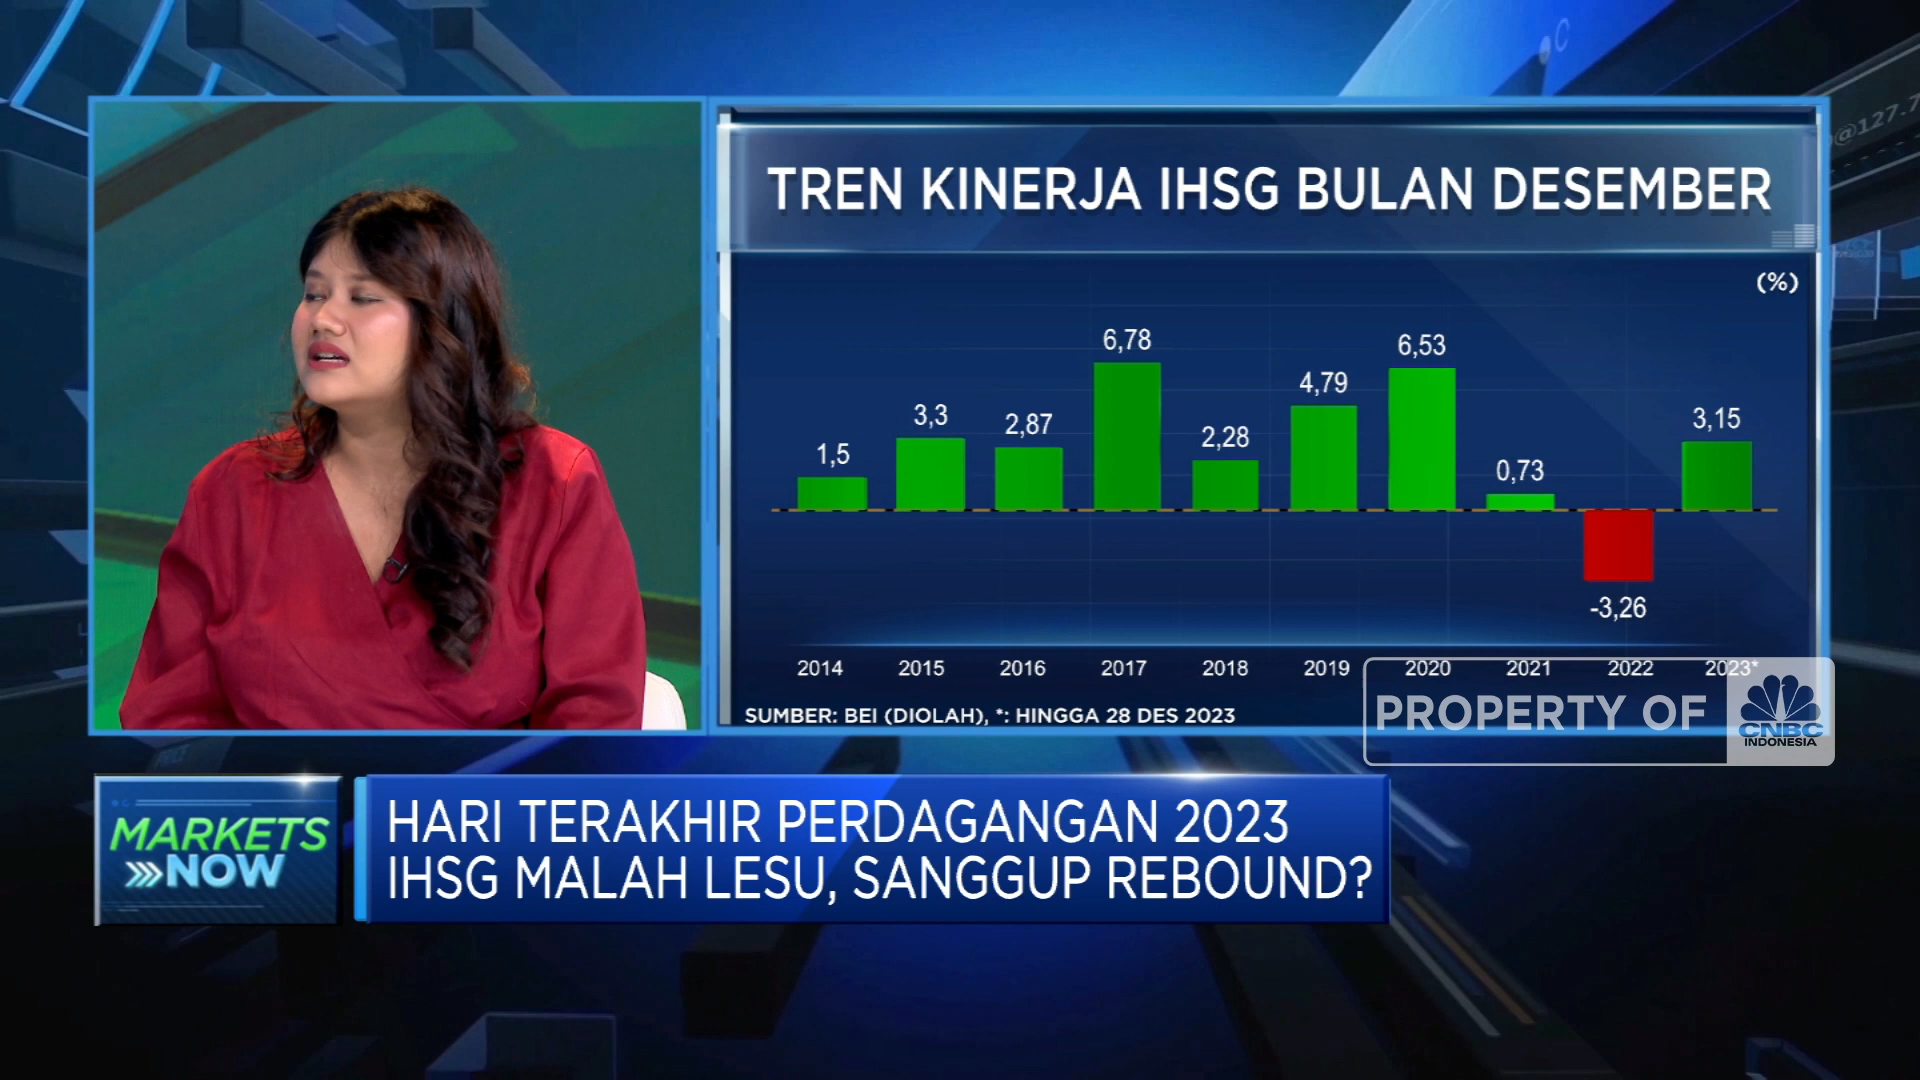 TREN KINERJA IHSG BULAN DESEMBER
(%)
1,5
3,3
2,87
6,78
2,28
4,79
6,53
0,73
-3,26
3,15
2014 2015 2016 2017 2018 2019 2020 2021 2022 2023*
SUMBER: BEI (DIOLAH), *: HINGGA 28 DES 2023
PROPERTY OF
CNBC
INDONESIA
MARKETS
NOW
HARI TERAKHIR PERDAGANGAN 2023
IHSG MALAH LESU, SANGGUP REBOUND?
@127.7